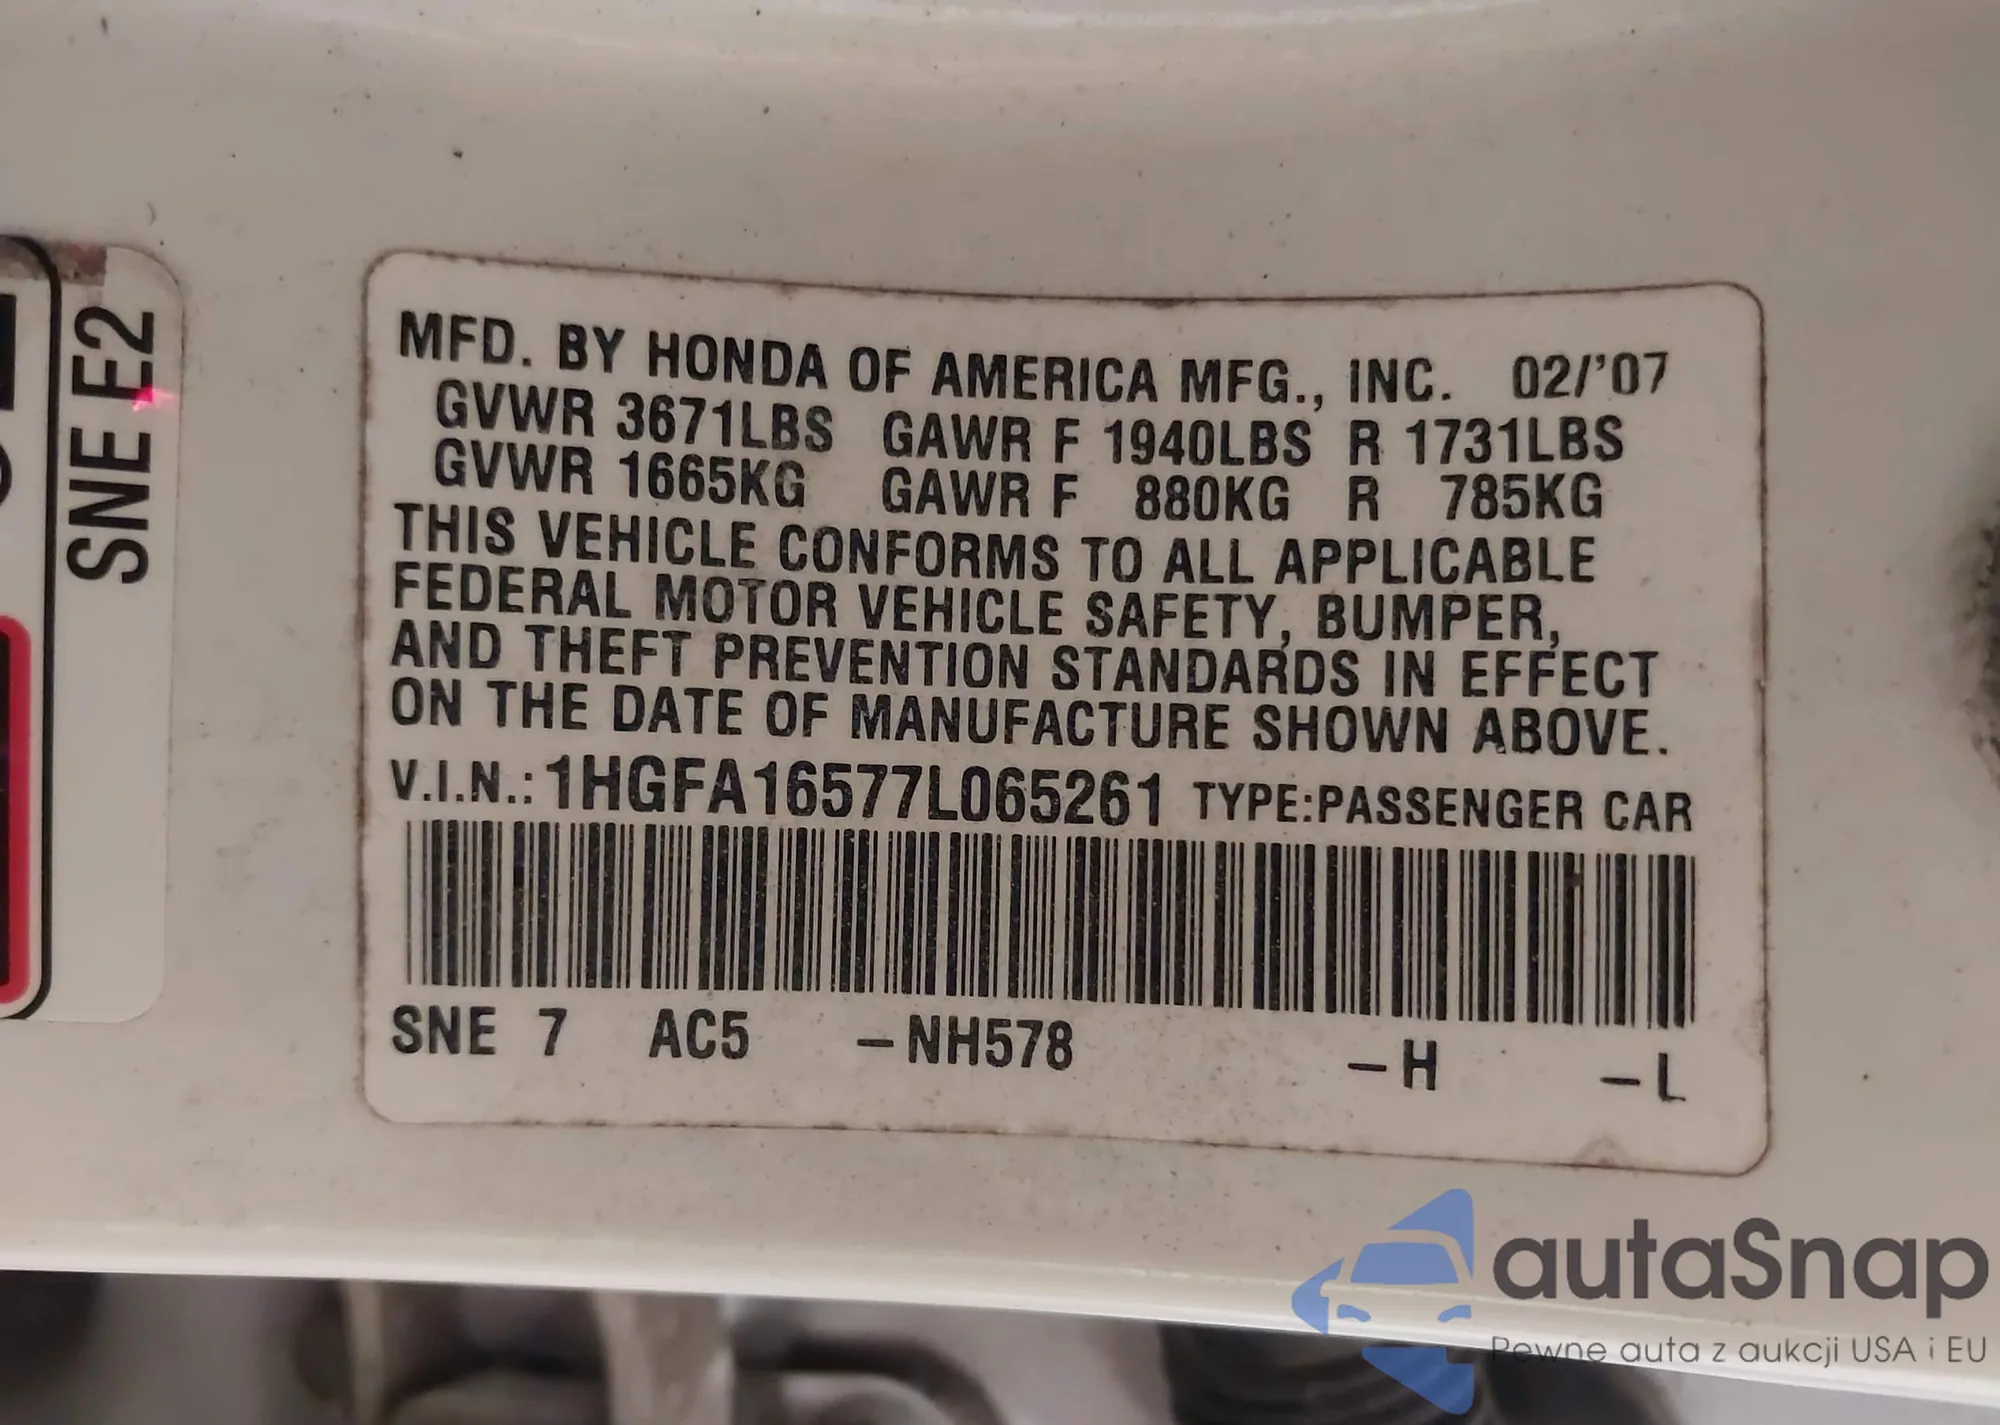 SNE E2
MFD. BY HONDA OF AMERICA MFG., INC. 02/'07
GVWR 3671LBS GAWR F 1940LBS R 1731LBS
GVWR 1665KG GAWR F 880KG R 785KG
THIS VEHICLE CONFORMS TO ALL APPLICABLE
FEDERAL MOTOR VEHICLE SAFETY, BUMPER,
AND THEFT PREVENTION STANDARDS IN EFFECT
ON THE DATE OF MANUFACTURE SHOWN ABOVE.
V.I.N.: 1HGFA16577L065261 TYPE:PASSENGER CAR
SNE 7 AC5 –NH578 –H –L
autaSnap
Pewne auta z aukcji USA i EU